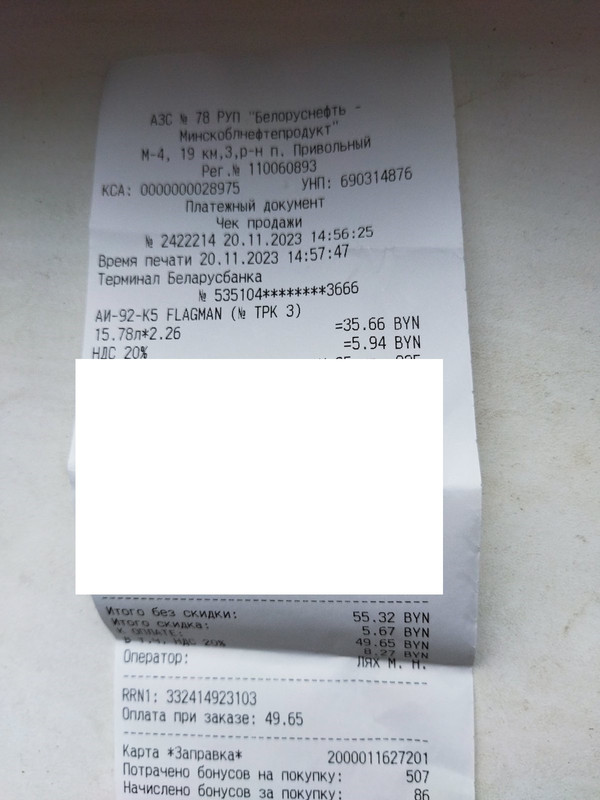 АЗС № 78 РУП "Белоруснефть -
Минскоблнефтепродукт"
М-4, 19 км,3,р-н п. Привольный
Рег.№ 110060893
КСА: 0000000028975 УНП: 690314876
Платежный документ
Чек продажи
№ 2422214 20.11.2023 14:56:25
Время печати 20.11.2023 14:57:47
Терминал Беларусбанка
№ 535104********3666
АИ-92-К5 FLAGMAN (№ ТРК 3)
15.78л*2.26 =35.66 BYN
НДС 20% =5.94 BYN
Итого без скидки: 55.32 BYN
Итого скидка: 5.67 BYN
К ОПЛАТЕ: 49.65 BYN
В т.ч. НДС 20% 8.27 BYN
Оператор: ЛЯХ М. М.
RRN1: 332414923103
Оплата при заказе: 49.65
Карта *Заправка* 2000011627201
Потрачено бонусов на покупку: 507
Начислено бонусов за покупку: 86